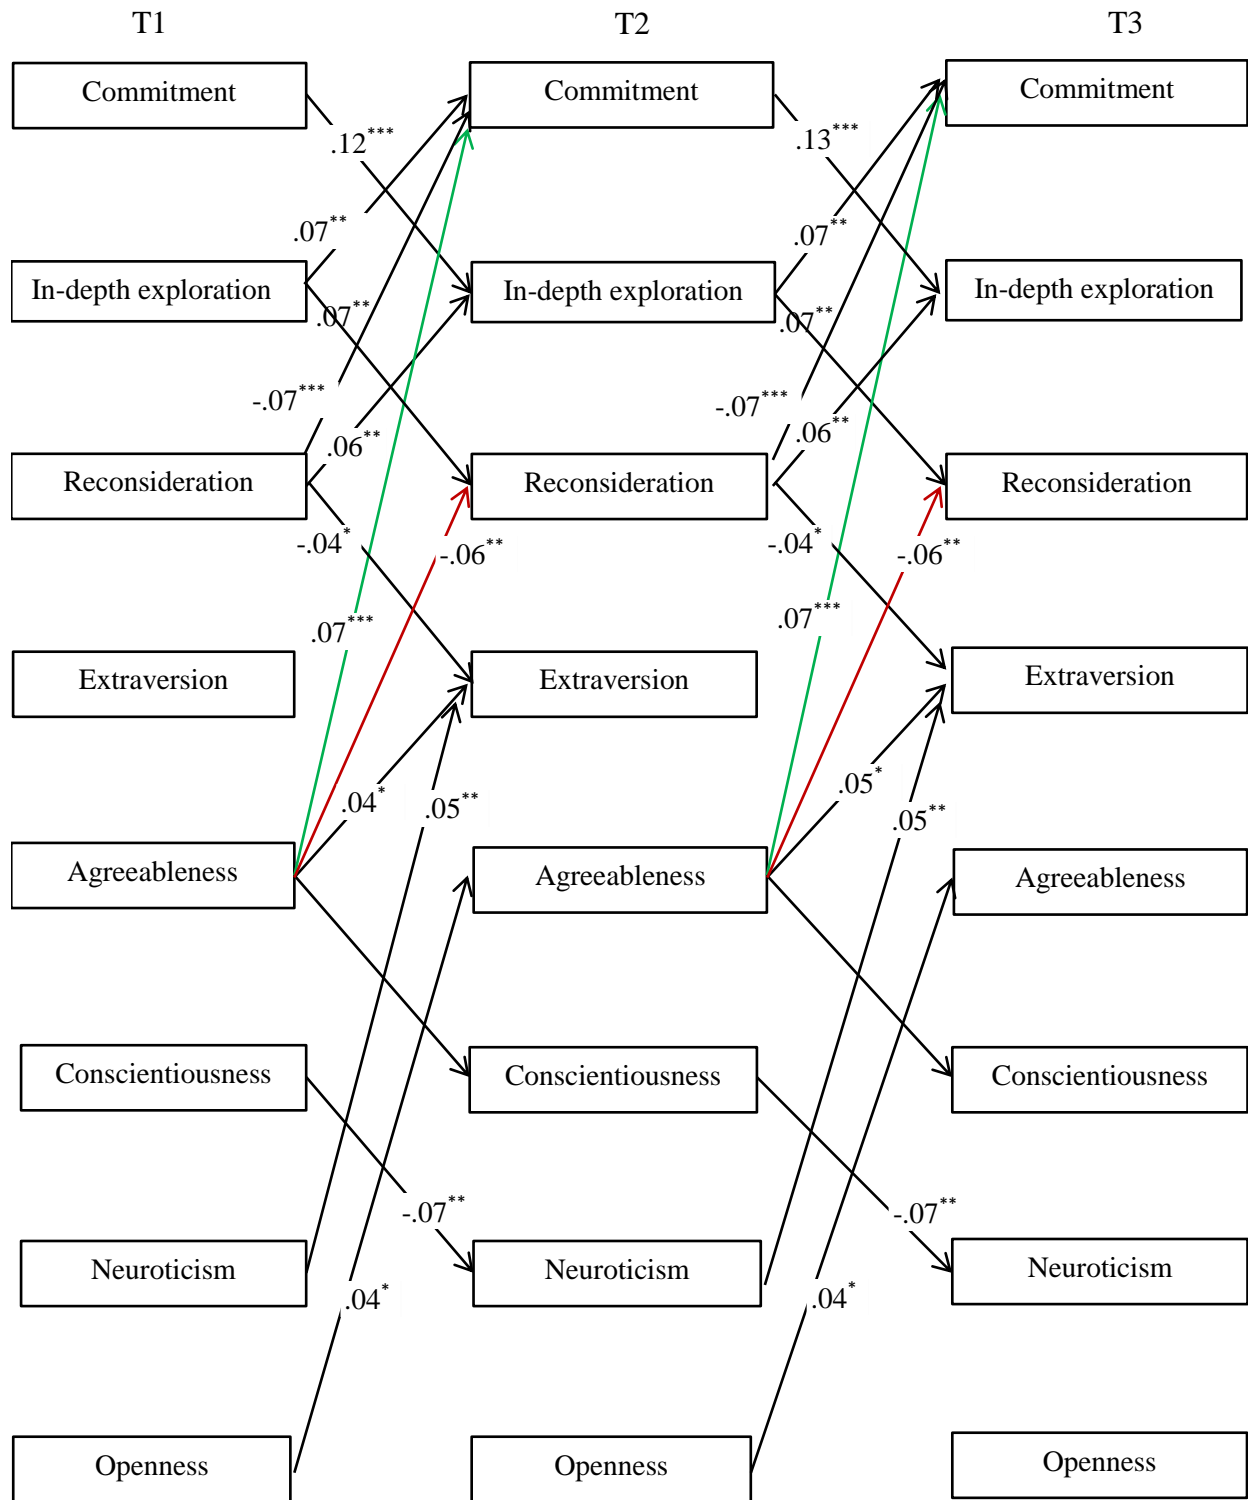 T1 T2 T3
Commitment Commitment Commitment
.12*** .13***
.07** .07**
In-depth exploration In-depth exploration In-depth exploration
.07** .07**
-.07*** -.07***
.06** .06**
Reconsideration Reconsideration Reconsideration
-.04* -.06** -.04* -.06**
.07*** .07***
Extraversion Extraversion Extraversion
.04* .05** .05* .05**
Agreeableness Agreeableness Agreeableness
Conscientiousness Conscientiousness Conscientiousness
-.07** -.07**
Neuroticism Neuroticism Neuroticism
.04* .04*
Openness Openness Openness